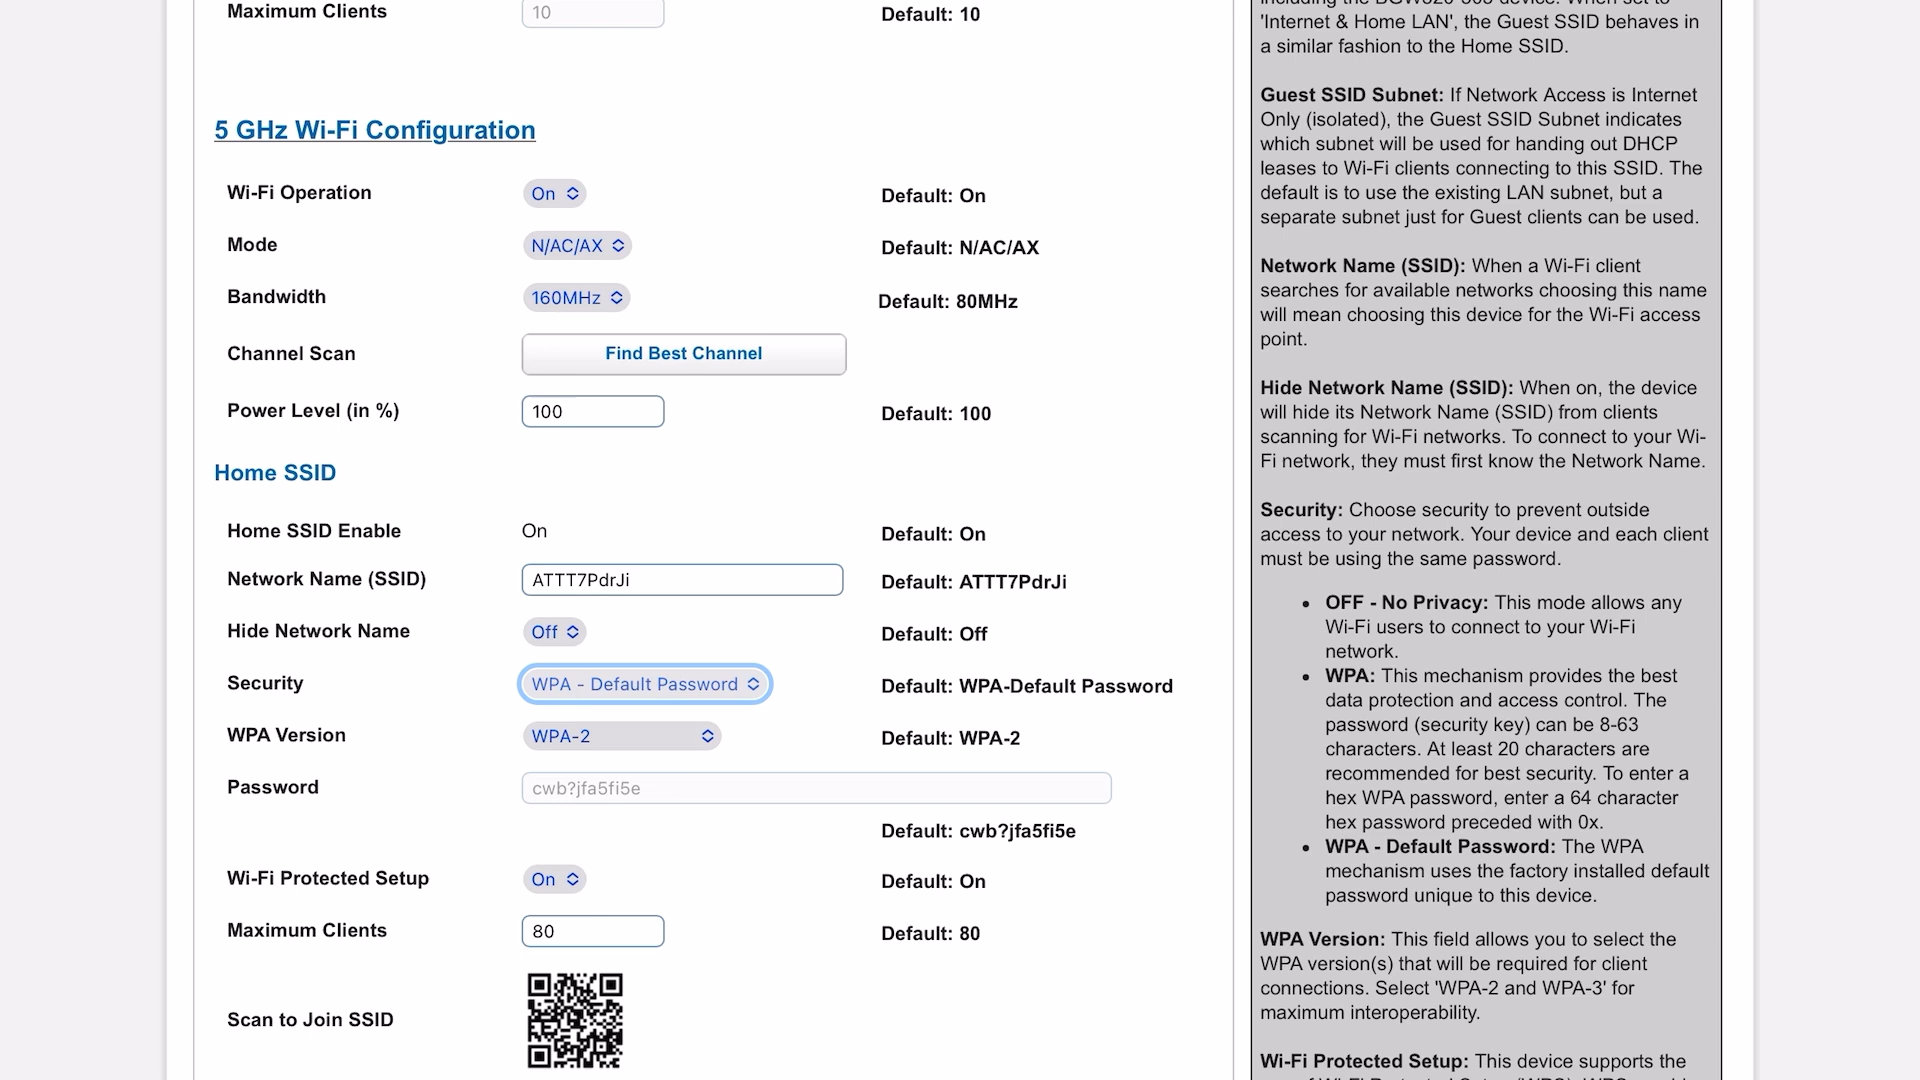 Maximum Clients
10
Default: 10
5 GHz Wi-Fi Configuration
Wi-Fi Operation
On
Default: On
Mode
N/AC/AX
Default: N/AC/AX
Bandwidth
160MHz
Default: 80MHz
Channel Scan
Find Best Channel
Power Level (in %)
100
Default: 100
Home SSID
Home SSID Enable
On
Default: On
Network Name (SSID)
ATTT7PdrJi
Default: ATTT7PdrJi
Hide Network Name
Off
Default: Off
Security
WPA - Default Password
Default: WPA-Default Password
WPA Version
WPA-2
Default: WPA-2
Password
cwb?jfa5fi5e
Default: cwb?jfa5fi5e
Wi-Fi Protected Setup
On
Default: On
Maximum Clients
80
Default: 80
Scan to Join SSID
'Internet & Home LAN', the Guest SSID behaves in
a similar fashion to the Home SSID.
Guest SSID Subnet: If Network Access is Internet
Only (isolated), the Guest SSID Subnet indicates
which subnet will be used for handing out DHCP
leases to Wi-Fi clients connecting to this SSID. The
default is to use the existing LAN subnet, but a
separate subnet just for Guest clients can be used.
Network Name (SSID): When a Wi-Fi client
searches for available networks choosing this name
will mean choosing this device for the Wi-Fi access
point.
Hide Network Name (SSID): When on, the device
will hide its Network Name (SSID) from clients
scanning for Wi-Fi networks. To connect to your Wi-
Fi network, they must first know the Network Name.
Security: Choose security to prevent outside
access to your network. Your device and each client
must be using the same password.
• OFF - No Privacy: This mode allows any
Wi-Fi users to connect to your Wi-Fi
network.
• WPA: This mechanism provides the best
data protection and access control. The
password (security key) can be 8-63
characters. At least 20 characters are
recommended for best security. To enter a
hex WPA password, enter a 64 character
hex password preceded with 0x.
• WPA - Default Password: The WPA
mechanism uses the factory installed default
password unique to this device.
WPA Version: This field allows you to select the
WPA version(s) that will be required for client
connections. Select 'WPA-2 and WPA-3' for
maximum interoperability.
Wi-Fi Protected Setup: This device supports the